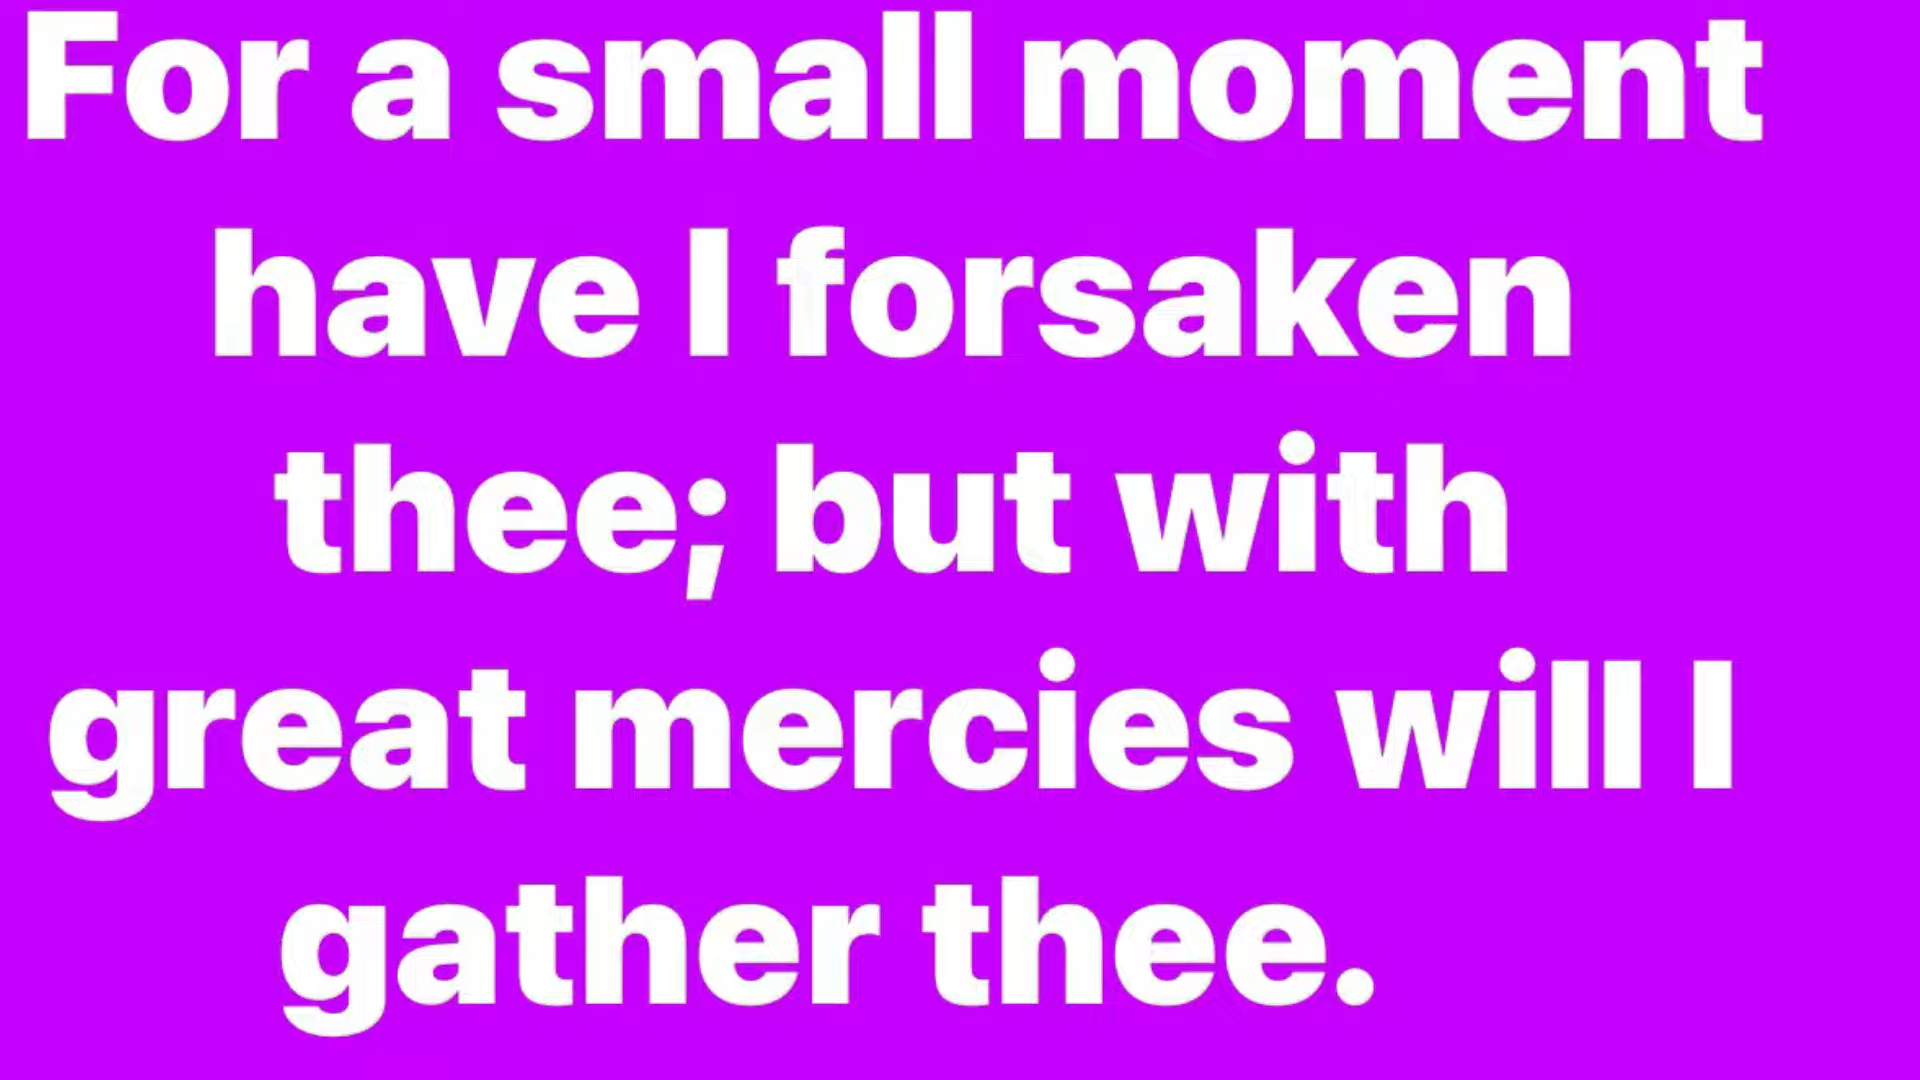 For a small moment
have I forsaken
thee; but with
great mercies will I
gather thee.